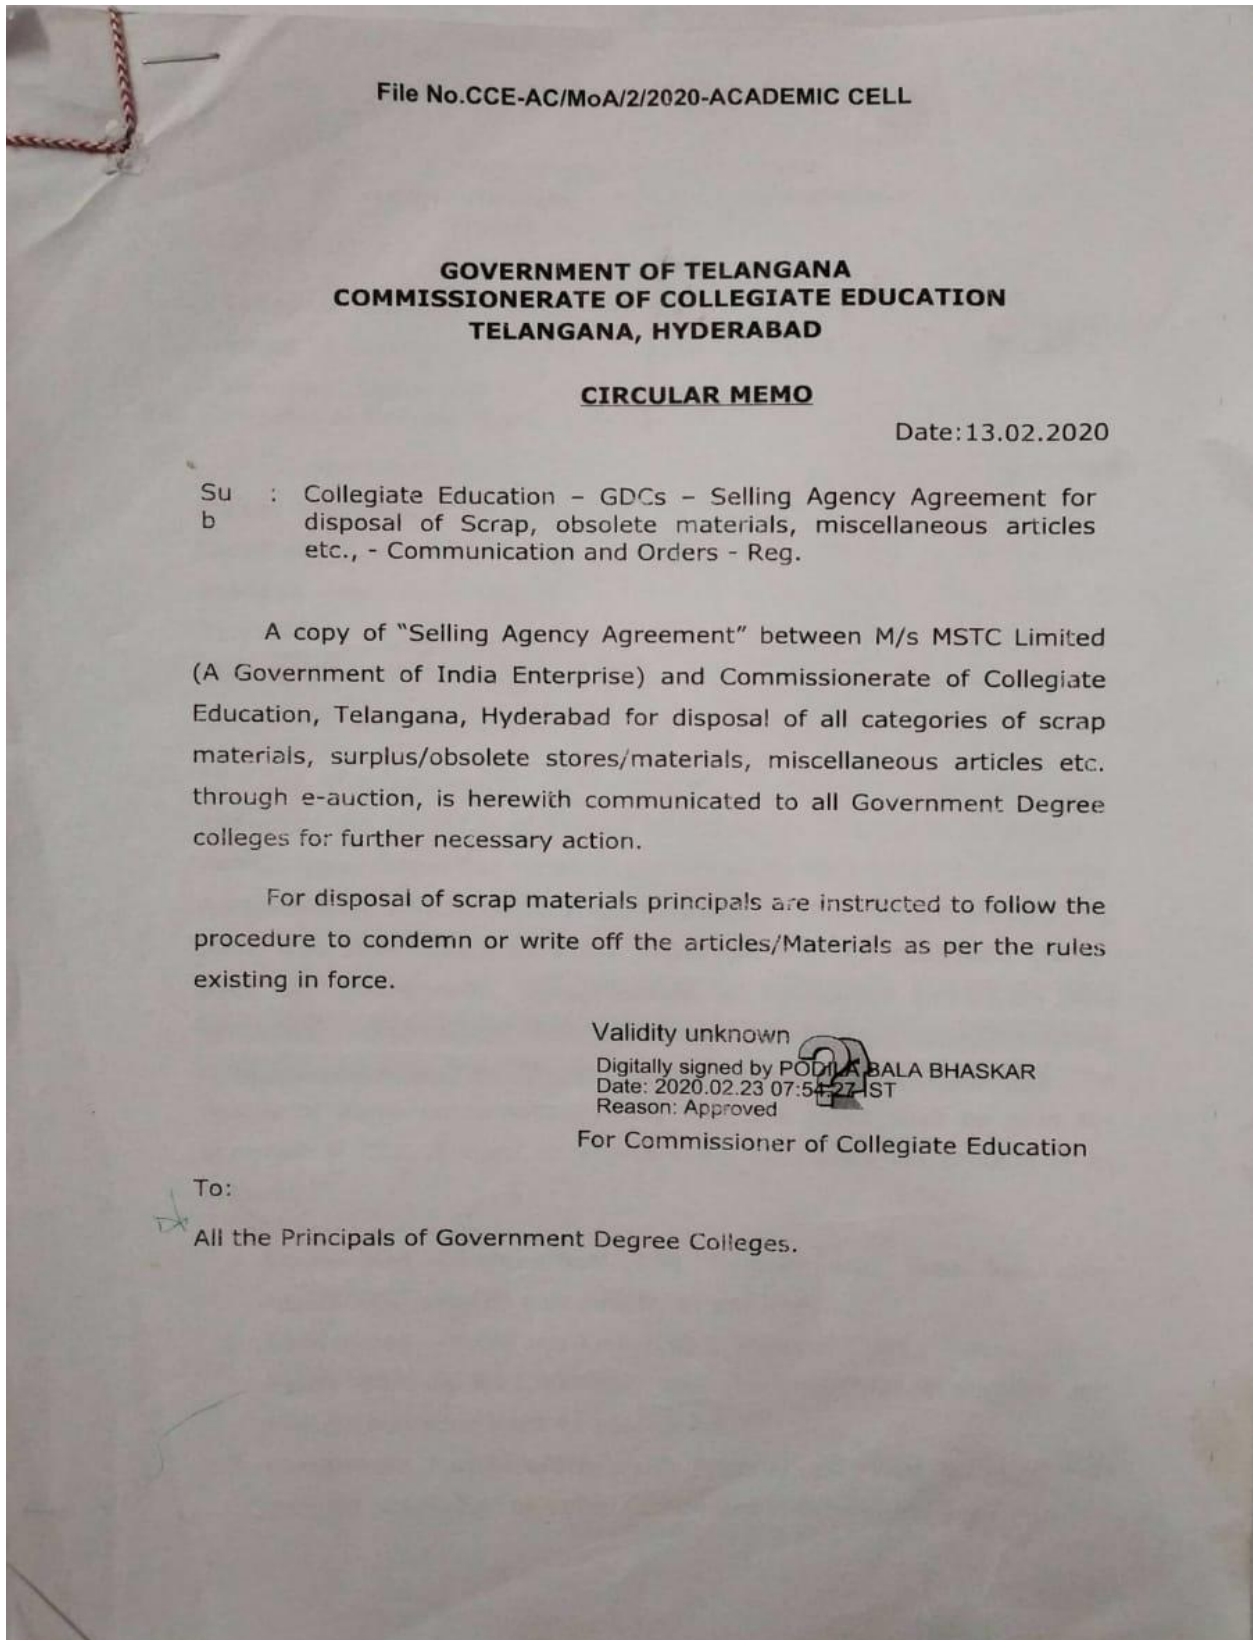 File No.CCE-AC/MoA/2/2020-ACADEMIC CELL
GOVERNMENT OF TELANGANA
COMMISSIONERATE OF COLLEGIATE EDUCATION
TELANGANA, HYDERABAD
CIRCULAR MEMO
Date:13.02.2020
Su : Collegiate Education – GDCs – Selling Agency Agreement for
b disposal of Scrap, obsolete materials, miscellaneous articles
etc., - Communication and Orders - Reg.
A copy of “Selling Agency Agreement” between M/s MSTC Limited
(A Government of India Enterprise) and Commissionerate of Collegiate
Education, Telangana, Hyderabad for disposal of all categories of scrap
materials, surplus/obsolete stores/materials, miscellaneous articles etc.
through e-auction, is herewith communicated to all Government Degree
colleges for further necessary action.
For disposal of scrap materials principals are instructed to follow the
procedure to condemn or write off the articles/Materials as per the rules
existing in force.
Validity unknown
Digitally signed by PODILA BALA BHASKAR
Date: 2020.02.23 07:54:27 IST
Reason: Approved
For Commissioner of Collegiate Education
To:
All the Principals of Government Degree Colleges.